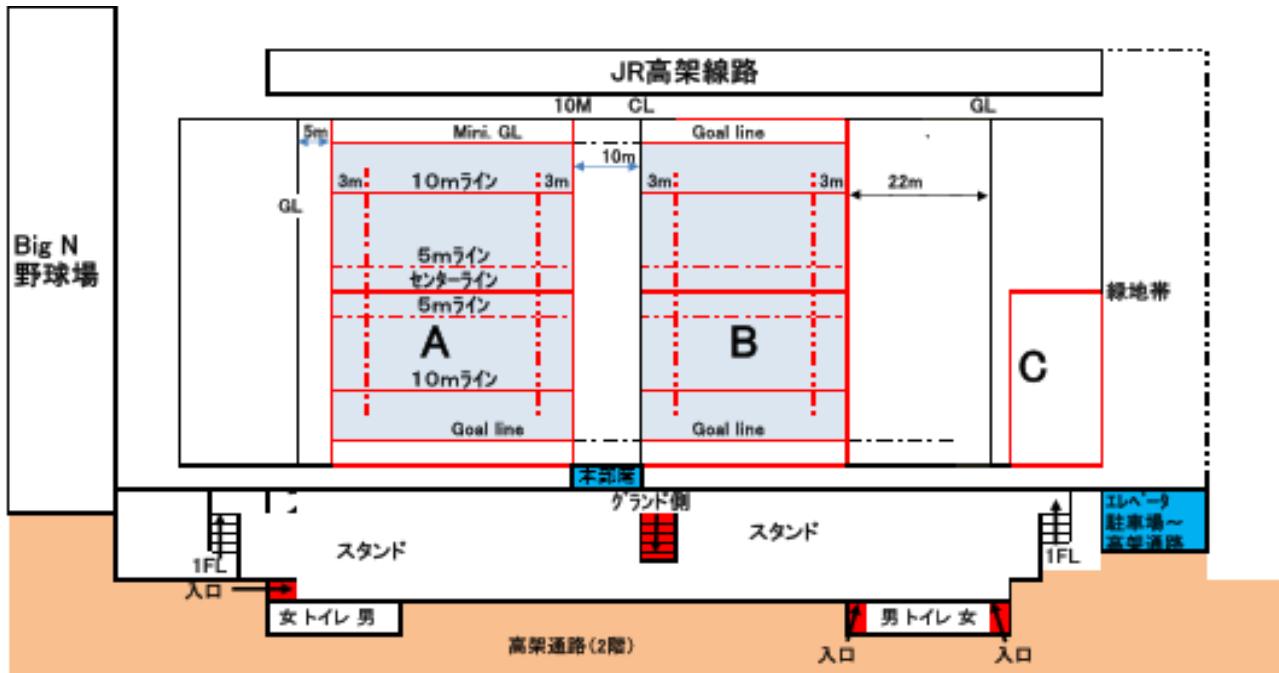 JR高架線路
10M CL GL
5m Mini. GL Goal line
10m
3m 10mライン 3m 3m 3m 22m
GL
Big N
野球場
5mライン
センターライン
5mライン
緑地帯
A B C
10mライン
Goal line Goal line
グランド側
スタンド スタンド
エレベータ
駐車場～
高架通路
1FL 1FL
入口
女 トイレ 男 男 トイレ 女
高架通路(2階)
入口 入口